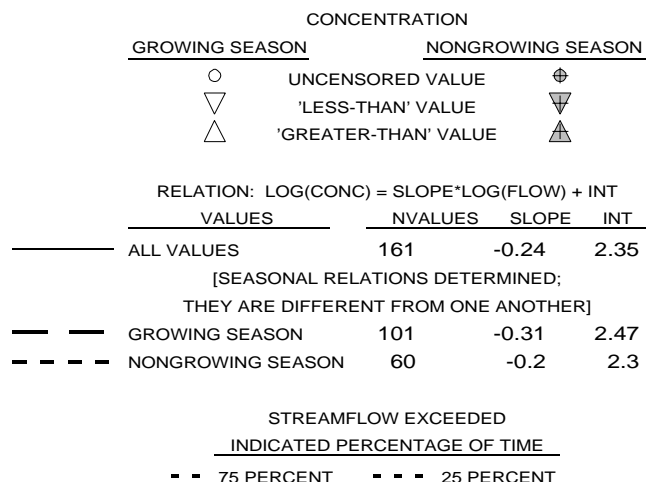 CONCENTRATION
GROWING SEASON NONGROWING SEASON
UNCENSORED VALUE
'LESS-THAN' VALUE
'GREATER-THAN' VALUE
RELATION: LOG(CONC) = SLOPE*LOG(FLOW) + INT
VALUES NVALUES SLOPE INT
ALL VALUES 161 -0.24 2.35
[SEASONAL RELATIONS DETERMINED;
THEY ARE DIFFERENT FROM ONE ANOTHER]
GROWING SEASON 101 -0.31 2.47
NONGROWING SEASON 60 -0.2 2.3
STREAMFLOW EXCEEDED
INDICATED PERCENTAGE OF TIME
75 PERCENT 25 PERCENT